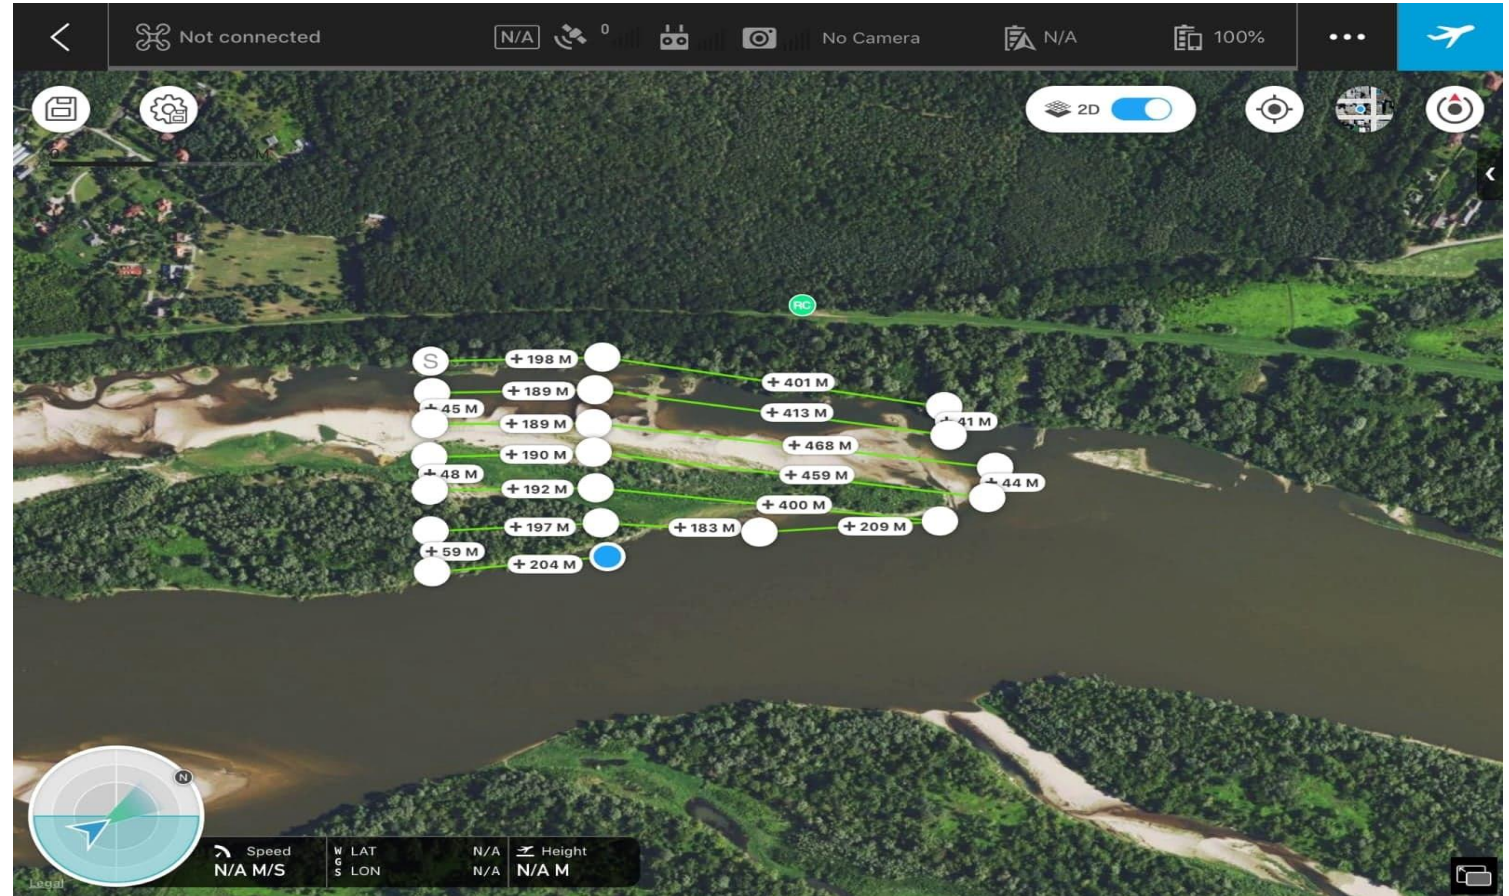 Not connected
N/A
0
No Camera
N/A
100%
2D
RC
S
+ 198 M
+ 401 M
+ 189 M
+ 45 M
+ 413 M
+ 41 M
+ 189 M
+ 468 M
+ 190 M
+ 459 M
+ 48 M
+ 44 M
+ 192 M
+ 400 M
+ 197 M
+ 183 M
+ 209 M
+ 59 M
+ 204 M
N
Speed
N/A M/S
WGS
LAT N/A
LON N/A
Height
N/A M
Legal